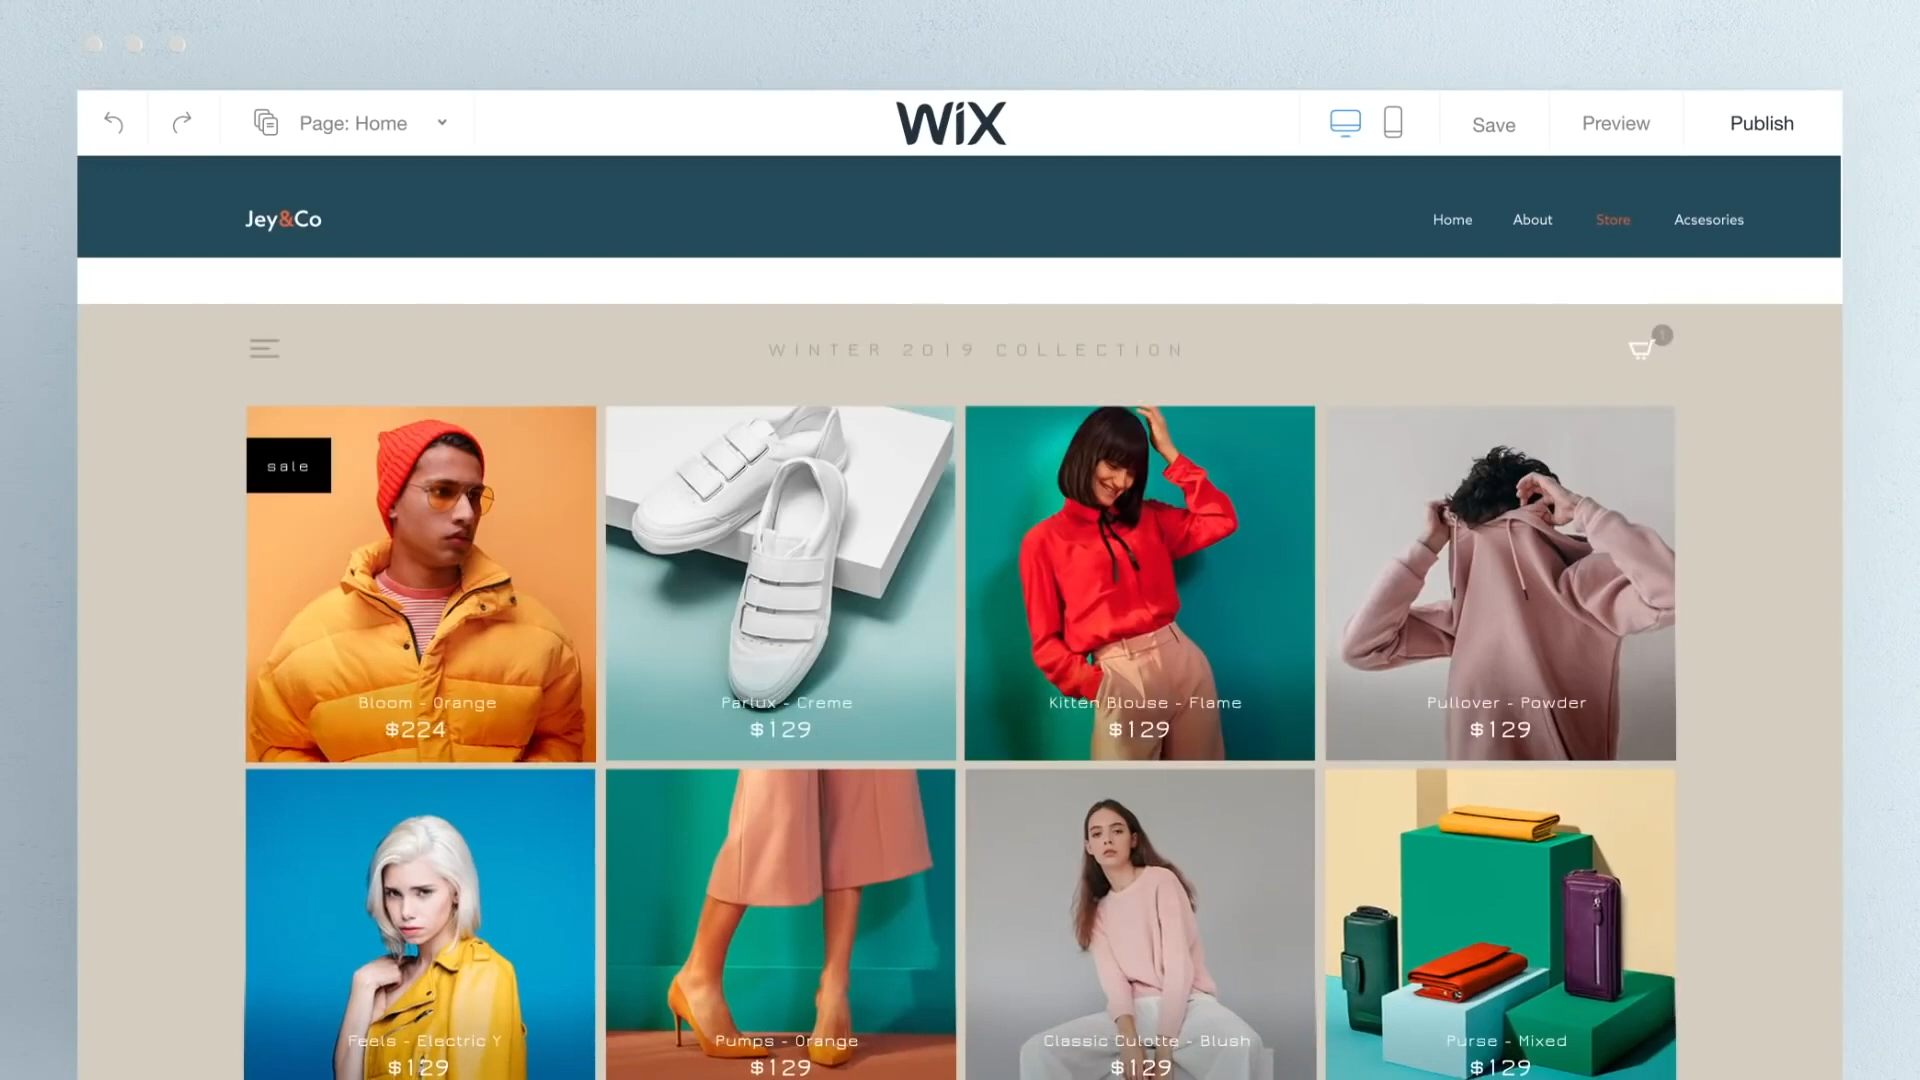 Page: Home
WiX
Save
Preview
Publish
Jey&Co
Home
About
Store
Acsesories
WINTER 2019 COLLECTION
1
sale
Bloom - Orange
$224
Parlux - Creme
$129
Kitten Blouse - Flame
$129
Pullover - Powder
$129
Feels - Electric Y
$129
Pumps - Orange
$129
Classic Culotte - Blush
$129
Purse - Mixed
$129